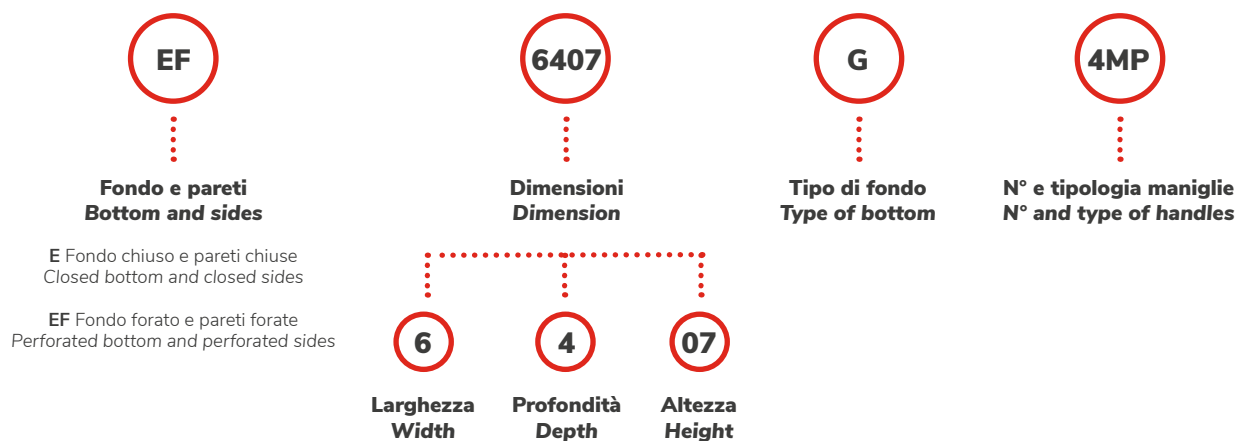 EF
6407
G
4MP
Fondo e pareti
Bottom and sides
E Fondo chiuso e pareti chiuse
Closed bottom and closed sides
EF Fondo forato e pareti forate
Perforated bottom and perforated sides
Dimensioni
Dimension
6
4
07
Larghezza
Width
Profondità
Depth
Altezza
Height
Tipo di fondo
Type of bottom
N° e tipologia maniglie
N° and type of handles